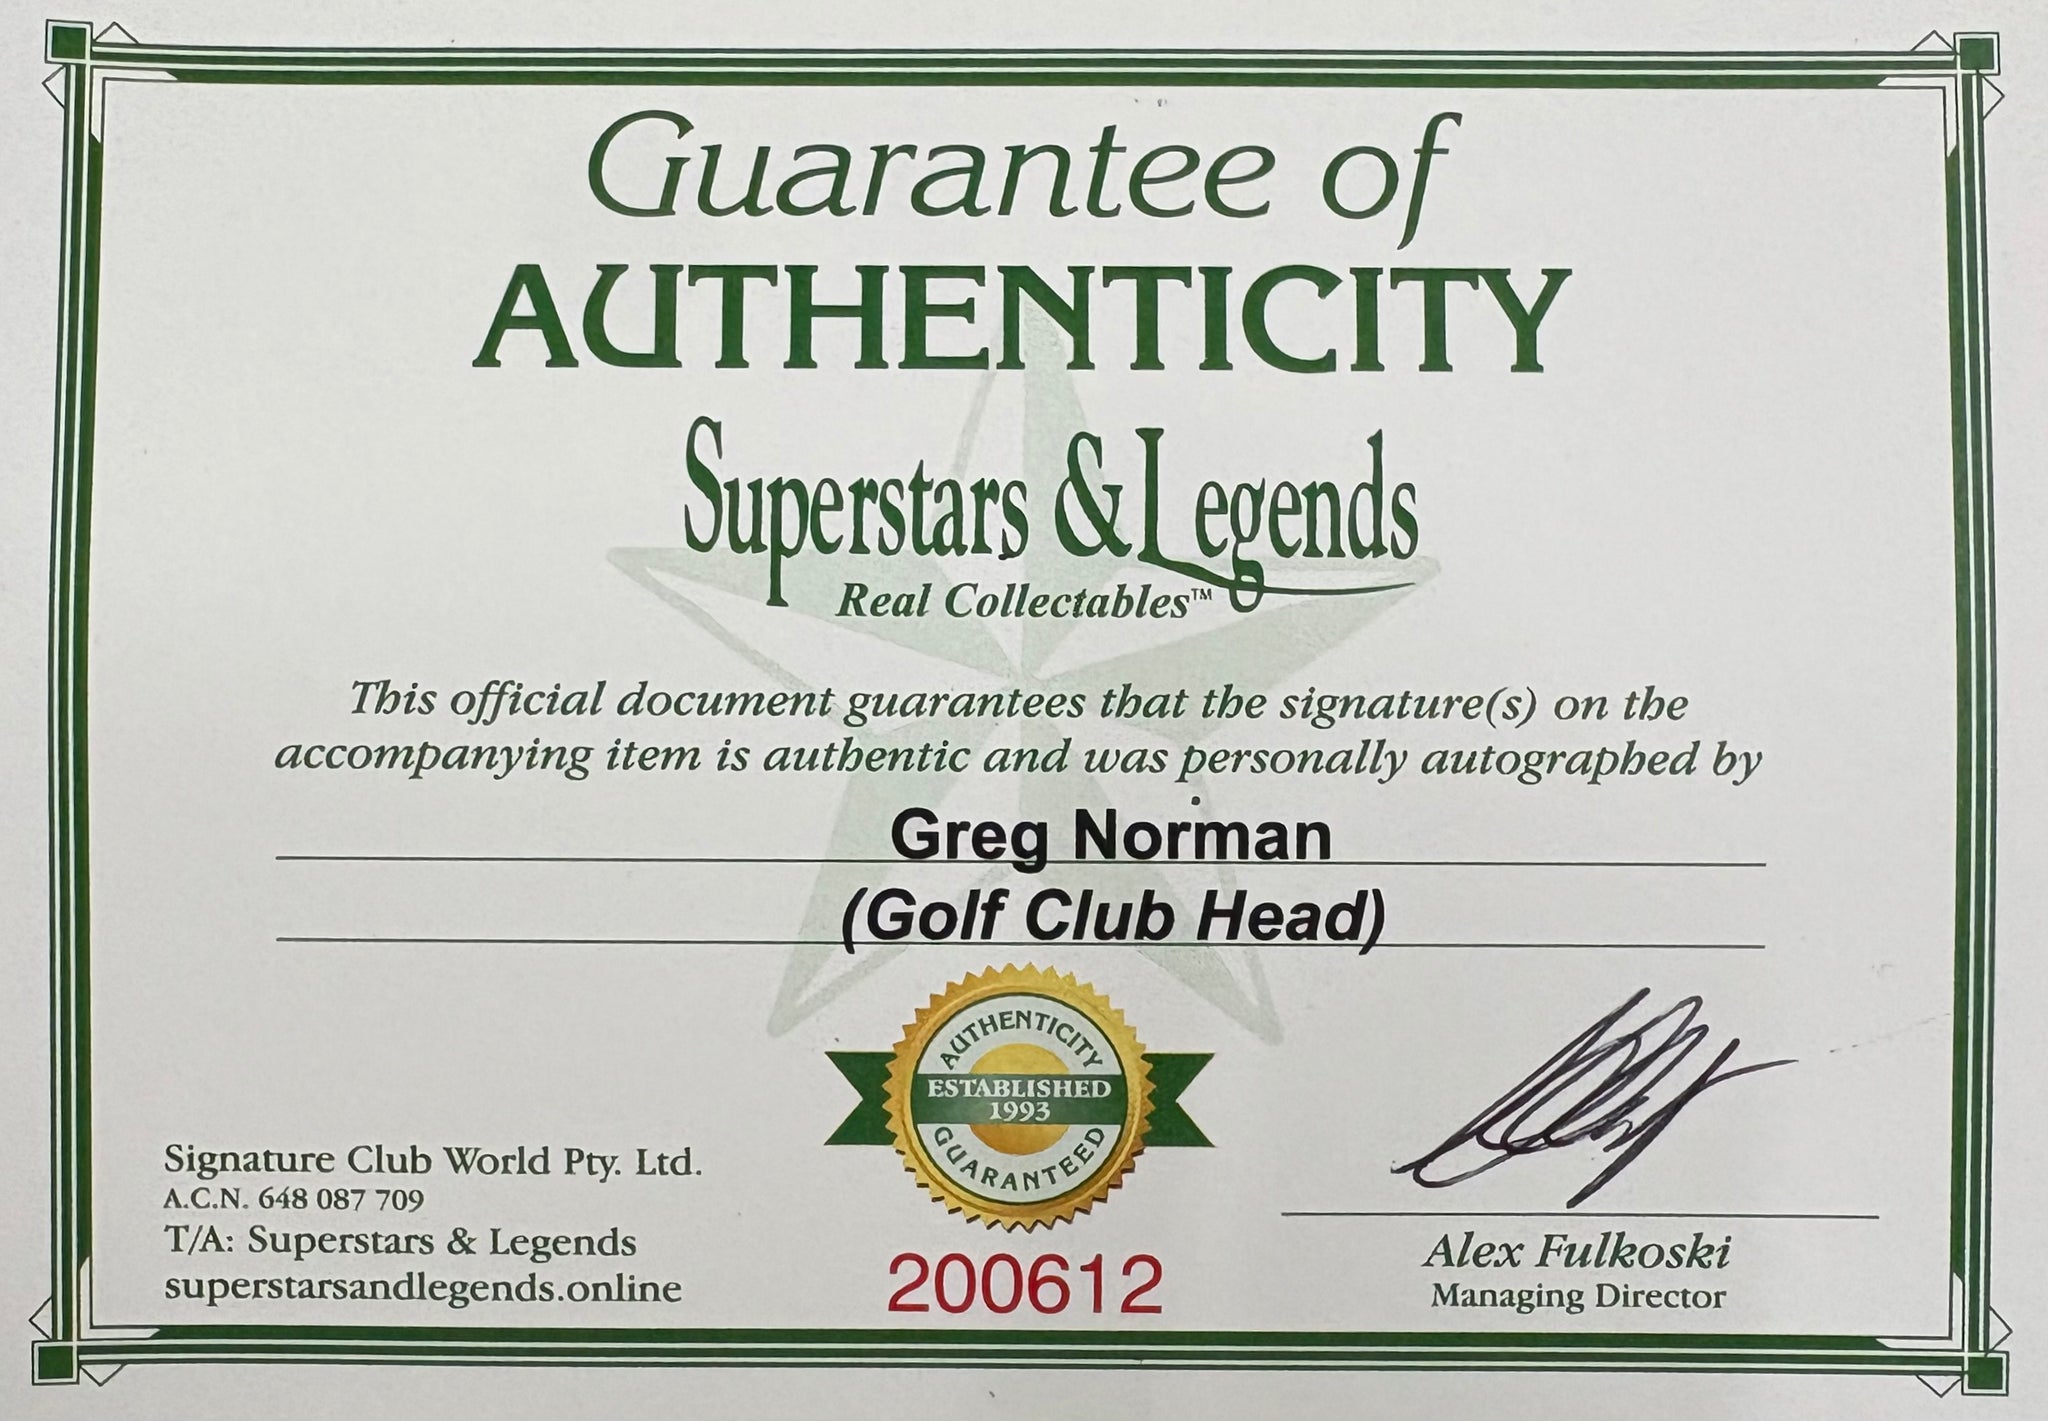 Guarantee of
AUTHENTICITY
Superstars & Legends
Real Collectables™
This official document guarantees that the signature(s) on the
accompanying item is authentic and was personally autographed by
Greg Norman
(Golf Club Head)
AUTHENTICITY
ESTABLISHED
1993
GUARANTEED
Signature Club World Pty. Ltd.
A.C.N. 648 087 709
T/A: Superstars & Legends
superstarsandlegends.online
200612
Alex Fulkoski
Managing Director